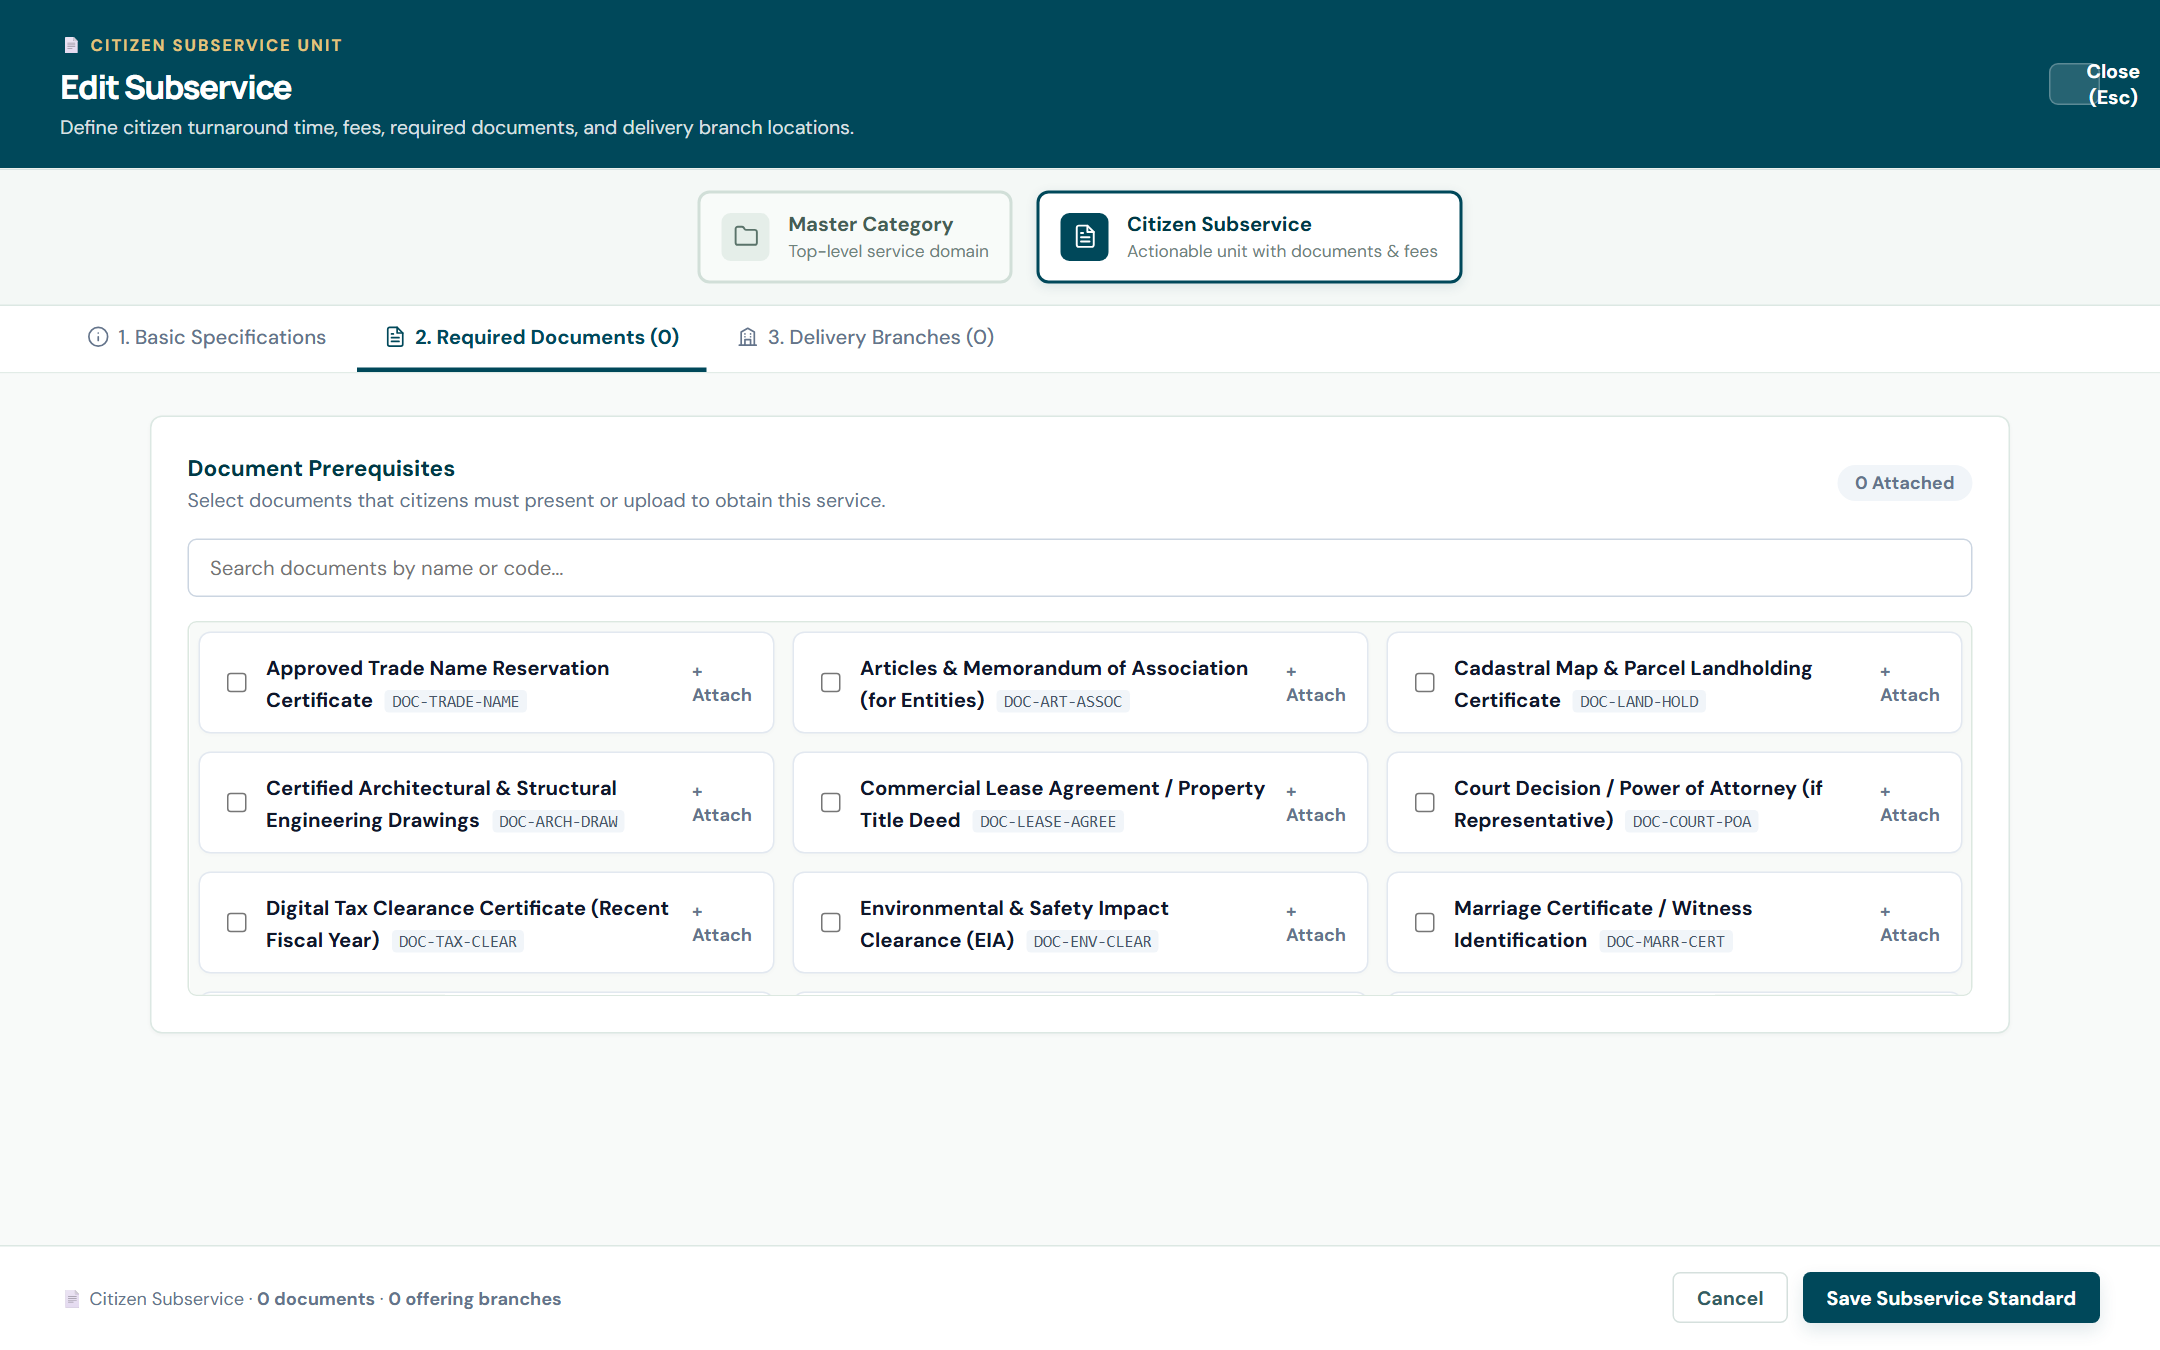 CITIZEN SUBSERVICE UNIT
Edit Subservice
Define citizen turnaround time, fees, required documents, and delivery branch locations.
Close
(Esc)
Master Category
Top-level service domain
Citizen Subservice
Actionable unit with documents & fees
1. Basic Specifications
2. Required Documents (0)
3. Delivery Branches (0)
Document Prerequisites
Select documents that citizens must present or upload to obtain this service.
0 Attached
Search documents by name or code...
Approved Trade Name Reservation
Certificate DOC-TRADE-NAME
+
Attach
Articles & Memorandum of Association
(for Entities) DOC-ART-ASSOC
+
Attach
Cadastral Map & Parcel Landholding
Certificate DOC-LAND-HOLD
+
Attach
Certified Architectural & Structural
Engineering Drawings DOC-ARCH-DRAW
+
Attach
Commercial Lease Agreement / Property
Title Deed DOC-LEASE-AGREE
+
Attach
Court Decision / Power of Attorney (if
Representative) DOC-COURT-POA
+
Attach
Digital Tax Clearance Certificate (Recent
Fiscal Year) DOC-TAX-CLEAR
+
Attach
Environmental & Safety Impact
Clearance (EIA) DOC-ENV-CLEAR
+
Attach
Marriage Certificate / Witness
Identification DOC-MARR-CERT
+
Attach
Citizen Subservice · 0 documents · 0 offering branches
Cancel
Save Subservice Standard